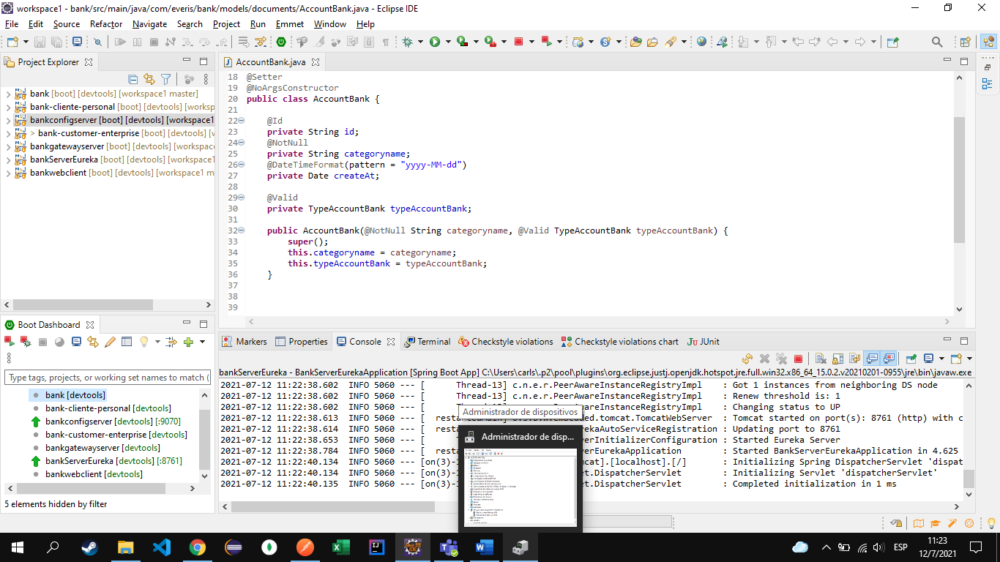 workspace1 - bank/src/main/java/com/everis/bank/models/documents/AccountBank.java - Eclipse IDE
File Edit Source Refactor Navigate Search Project Run Emmet Window Help
Project Explorer
bank [boot] [devtools] [workspace1 master]
bank-cliente-personal [boot] [devtools] [worksp
bankconfigserver [boot] [devtools] [workspace1
> bank-customer-enterprise [boot] [devtools] [w
bankgatewayserver [boot] [devtools] [workspace
bankServerEureka [boot] [devtools] [workspace1
bankwebclient [boot] [devtools] [workspace1 m
AccountBank.java
18 @Setter
19 @NoArgsConstructor
20 public class AccountBank {
21
22 @Id
23 private String id;
24 @NotNull
25 private String categoryname;
26 @DateTimeFormat(pattern = "yyyy-MM-dd")
27 private Date createAt;
28
29 @Valid
30 private TypeAccountBank typeAccountBank;
31
32 public AccountBank(@NotNull String categoryname, @Valid TypeAccountBank typeAccountBank) {
33 super();
34 this.categoryname = categoryname;
35 this.typeAccountBank = typeAccountBank;
36 }
37
38
39
Boot Dashboard
Type tags, projects, or working set names to match (
bank [devtools]
bank-cliente-personal [devtools]
bankconfigserver [devtools] [:9070]
bank-customer-enterprise [devtools]
bankgatewayserver [devtools]
bankServerEureka [devtools] [:8761]
bankwebclient [devtools]
5 elements hidden by filter
Markers Properties Console Terminal Checkstyle violations Checkstyle violations chart JUnit
bankServerEureka - BankServerEurekaApplication [Spring Boot App] C:\Users\carls\.p2\pool\plugins\org.eclipse.justj.openjdk.hotspot.jre.full.win32.x86_64_15.0.2.v20210201-0955\jre\bin\javaw.exe
2021-07-12 11:22:38.602 INFO 5060 --- [ Thread-13] c.n.e.r.PeerAwareInstanceRegistryImpl : Got 1 instances from neighboring DS node
2021-07-12 11:22:38.602 INFO 5060 --- [ Thread-13] c.n.e.r.PeerAwareInstanceRegistryImpl : Renew threshold is: 1
2021-07-12 11:22:38.602 INFO 5060 --- [ Thread-13] c.n.e.r.PeerAwareInstanceRegistryImpl : Changing status to UP
2021-07-12 11:22:38.613 INFO 5060 --- [ resta .tomcat.TomcatWebServer : Tomcat started on port(s): 8761 (http) with c
2021-07-12 11:22:38.614 INFO 5060 --- [ resta ekaAutoServiceRegistration : Updating port to 8761
2021-07-12 11:22:38.653 INFO 5060 --- [ erInitializerConfiguration : Started Eureka Server
2021-07-12 11:22:38.784 INFO 5060 --- [ resta erverEurekaApplication : Started BankServerEurekaApplication in 4.625
2021-07-12 11:22:40.134 INFO 5060 --- [on(3)-1 cat].[localhost].[/] : Initializing Spring DispatcherServlet 'dispat
2021-07-12 11:22:40.134 INFO 5060 --- [on(3)-1 et.DispatcherServlet : Initializing Servlet 'dispatcherServlet'
2021-07-12 11:22:40.135 INFO 5060 --- [on(3)-1 et.DispatcherServlet : Completed initialization in 1 ms
Administrador de dispositivos
Administrador de disp...
ESP
11:23
12/7/2021